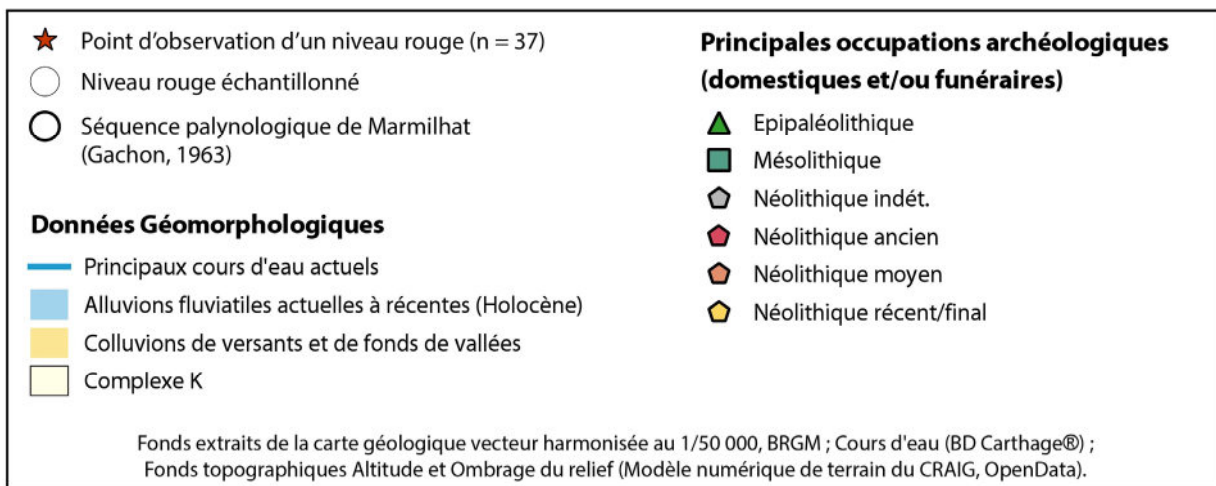 Point d’observation d’un niveau rouge (n = 37)
Niveau rouge échantillonné
Séquence palynologique de Marmilhat
(Gachon, 1963)
Données Géomorphologiques
Principaux cours d'eau actuels
Alluvions fluviatiles actuelles à récentes (Holocène)
Colluvions de versants et de fonds de vallées
Complexe K
Principales occupations archéologiques
(domestiques et/ou funéraires)
Epipaléolithique
Mésolithique
Néolithique indét.
Néolithique ancien
Néolithique moyen
Néolithique récent/final
Fonds extraits de la carte géologique vecteur harmonisée au 1/50 000, BRGM ; Cours d'eau (BD Carthage®) ;
Fonds topographiques Altitude et Ombrage du relief (Modèle numérique de terrain du CRAIG, OpenData).